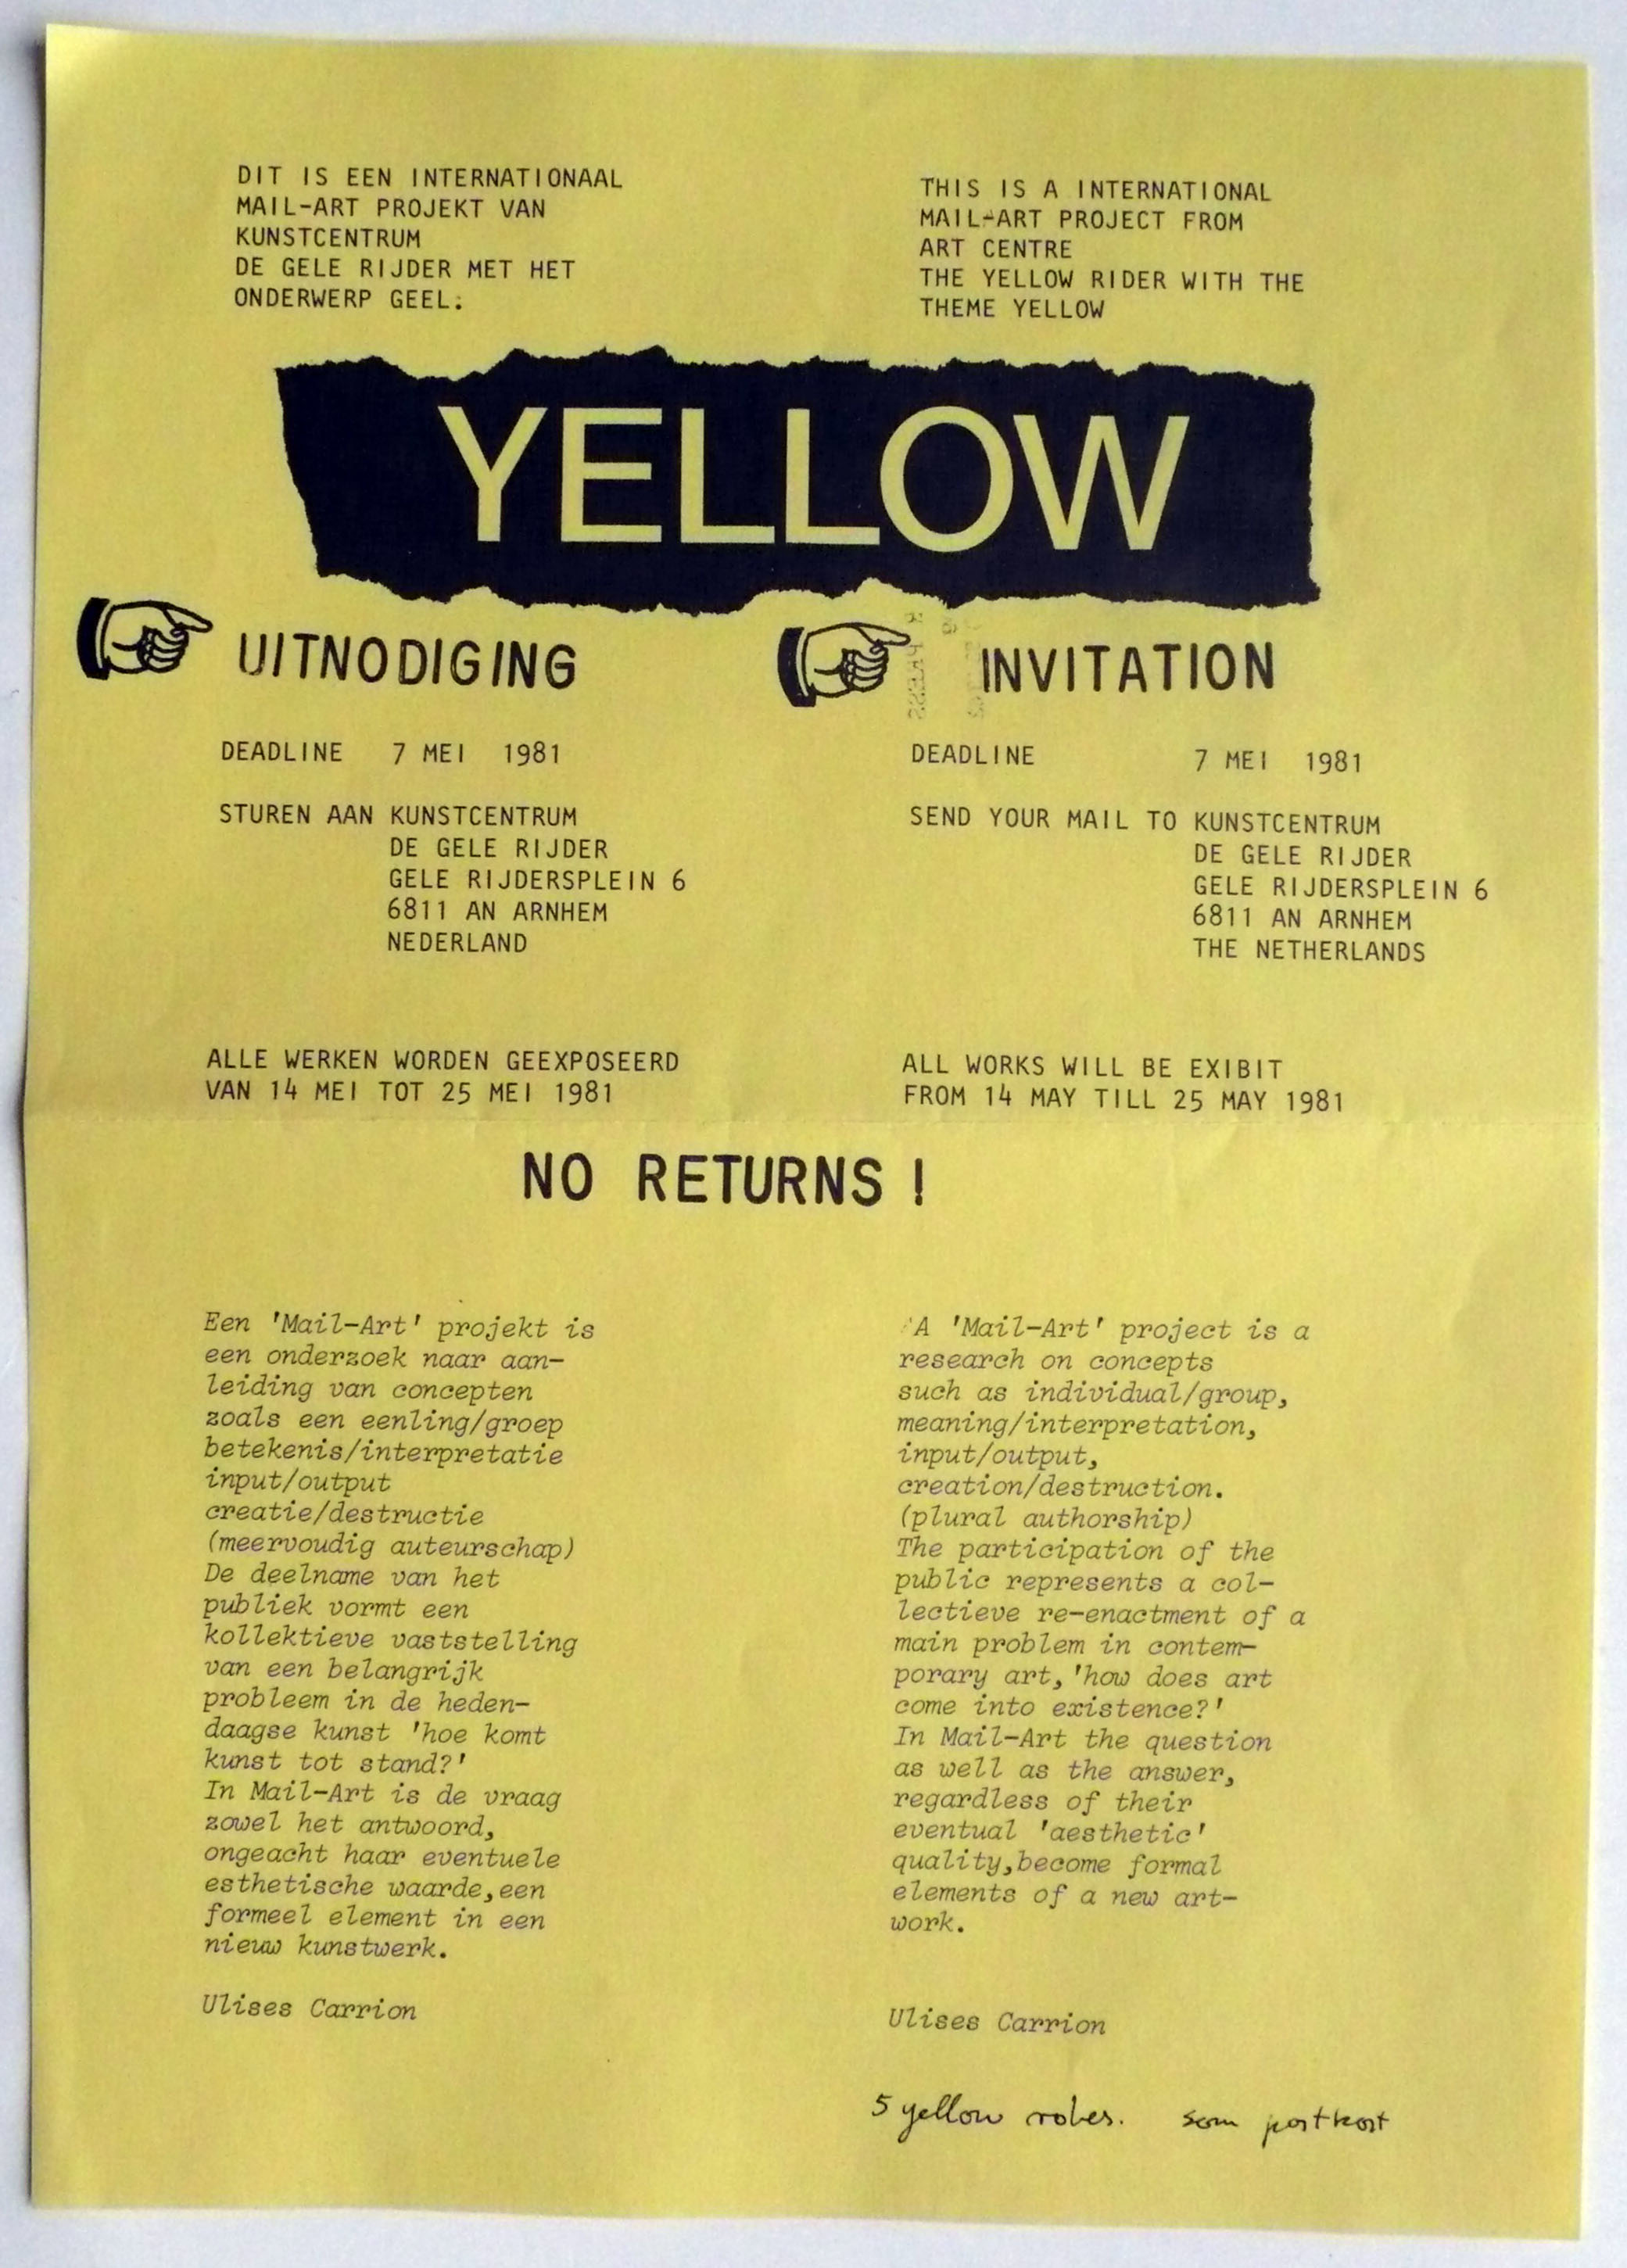 DIT IS EEN INTERNATIONAAL
MAIL-ART PROJEKT VAN
KUNSTCENTRUM
DE GELE RIJDER MET HET
ONDERWERP GEEL.
THIS IS A INTERNATIONAL
MAIL-ART PROJECT FROM
ART CENTRE
THE YELLOW RIDER WITH THE
THEME YELLOW
YELLOW
UITNODIGING
DEADLINE 7 MEI 1981
STUREN AAN KUNSTCENTRUM
DE GELE RIJDER
GELE RIJDERSPLEIN 6
6811 AN ARNHEM
NEDERLAND
ALLE WERKEN WORDEN GEEXPOSEERD
VAN 14 MEI TOT 25 MEI 1981
INVITATION
DEADLINE 7 MEI 1981
SEND YOUR MAIL TO KUNSTCENTRUM
DE GELE RIJDER
GELE RIJDERSPLEIN 6
6811 AN ARNHEM
THE NETHERLANDS
ALL WORKS WILL BE EXIBIT
FROM 14 MAY TILL 25 MAY 1981
NO RETURNS !
Een 'Mail-Art' projekt is
een onderzoek naar aan-
leiding van concepten
zoals een eenling/groep
betekenis/interpretatie
input/output
creatie/destructie
(meervoudig auteurschap)
De deelname van het
publiek vormt een
kollektieve vaststelling
van een belangrijk
probleem in de heden-
daagse kunst 'hoe komt
kunst tot stand?'
In Mail-Art is de vraag
zowel het antwoord,
ongeacht haar eventuele
esthetische waarde,een
formeel element in een
nieuw kunstwerk.
Ulises Carrion
A 'Mail-Art' project is a
research on concepts
such as individual/group,
meaning/interpretation,
input/output,
creation/destruction.
(plural authorship)
The participation of the
public represents a col-
lectieve re-enactment of a
main problem in contem-
porary art,'how does art
come into existence?'
In Mail-Art the question
as well as the answer,
regardless of their
eventual 'aesthetic'
quality,become formal
elements of a new art-
work.
Ulises Carrion
5 yellow robes. som postkort